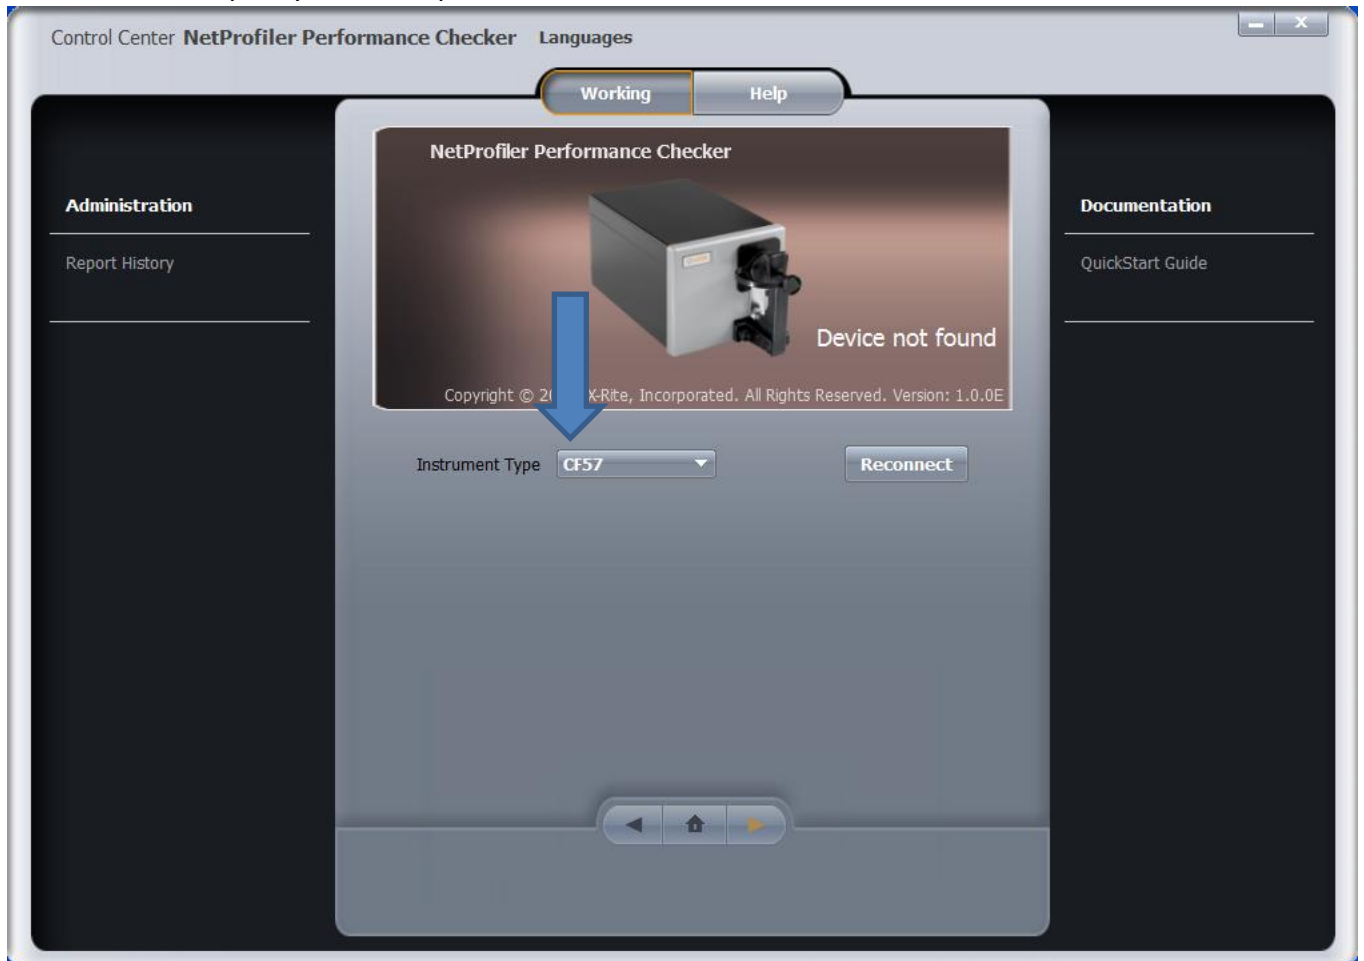 Control Center NetProfiler Performance Checker Languages
Working Help
NetProfiler Performance Checker
Administration
Report History
Device not found
Copyright © 20 X-Rite, Incorporated. All Rights Reserved. Version: 1.0.0E
Instrument Type CF57 Reconnect
Documentation
QuickStart Guide